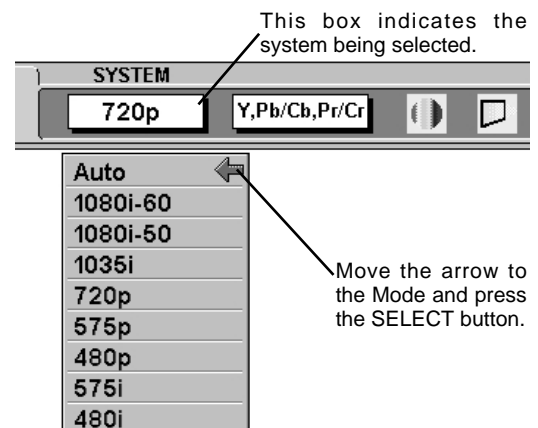 This box indicates the
system being selected.
SYSTEM
720p
Y,Pb/Cb,Pr/Cr
Auto
1080i-60
1080i-50
1035i
720p
575p
480p
575i
480i
Move the arrow to
the Mode and press
the SELECT button.